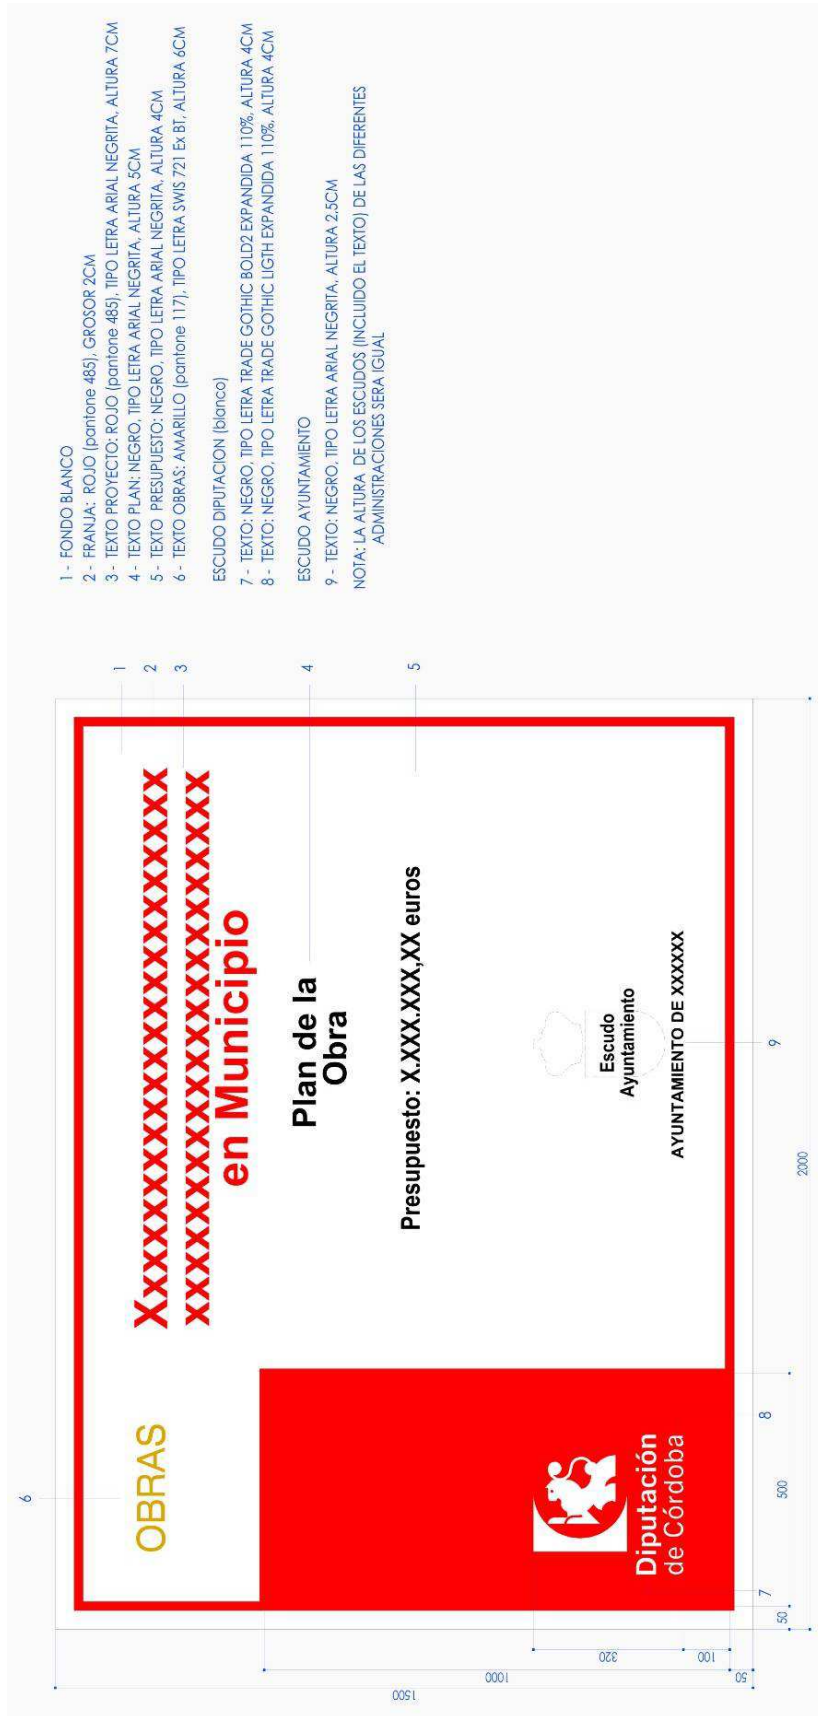 6
OBRAS
Xxxxxxxxxxxxxxxxxxxxxxxxxx
xxxxxxxxxxxxxxxxxxxxxxxxxx
en Municipio
Plan de la
Obra
Presupuesto: X.XXX.XXX,XX euros
Escudo
Ayuntamiento
AYUNTAMIENTO DE XXXXXX
Diputación
de Córdoba
1
2
3
4
5
7
8
9
50
500
2000
1500
1000
320
100
50
1 - FONDO BLANCO
2 - FRANJA: ROJO (pantone 485), GROSOR 2CM
3 - TEXTO PROYECTO: ROJO (pantone 485), TIPO LETRA ARIAL NEGRITA, ALTURA 7CM
4 - TEXTO PLAN: NEGRO, TIPO LETRA ARIAL NEGRITA, ALTURA 5CM
5 - TEXTO PRESUPUESTO: NEGRO, TIPO LETRA ARIAL NEGRITA, ALTURA 4CM
6 - TEXTO OBRAS: AMARILLO (pantone 117), TIPO LETRA SWIS 721 Ex BT, ALTURA 6CM
ESCUDO DIPUTACION (blanco)
7 - TEXTO: NEGRO, TIPO LETRA TRADE GOTHIC BOLD2 EXPANDIDA 110%, ALTURA 4CM
8 - TEXTO: NEGRO, TIPO LETRA TRADE GOTHIC LIGTH EXPANDIDA 110%, ALTURA 4CM
ESCUDO AYUNTAMIENTO
9 - TEXTO: NEGRO, TIPO LETRA ARIAL NEGRITA, ALTURA 2.5CM
NOTA: LA ALTURA DE LOS ESCUDOS (INCLUIDO EL TEXTO) DE LAS DIFERENTES
ADMINISTRACIONES SERA IGUAL